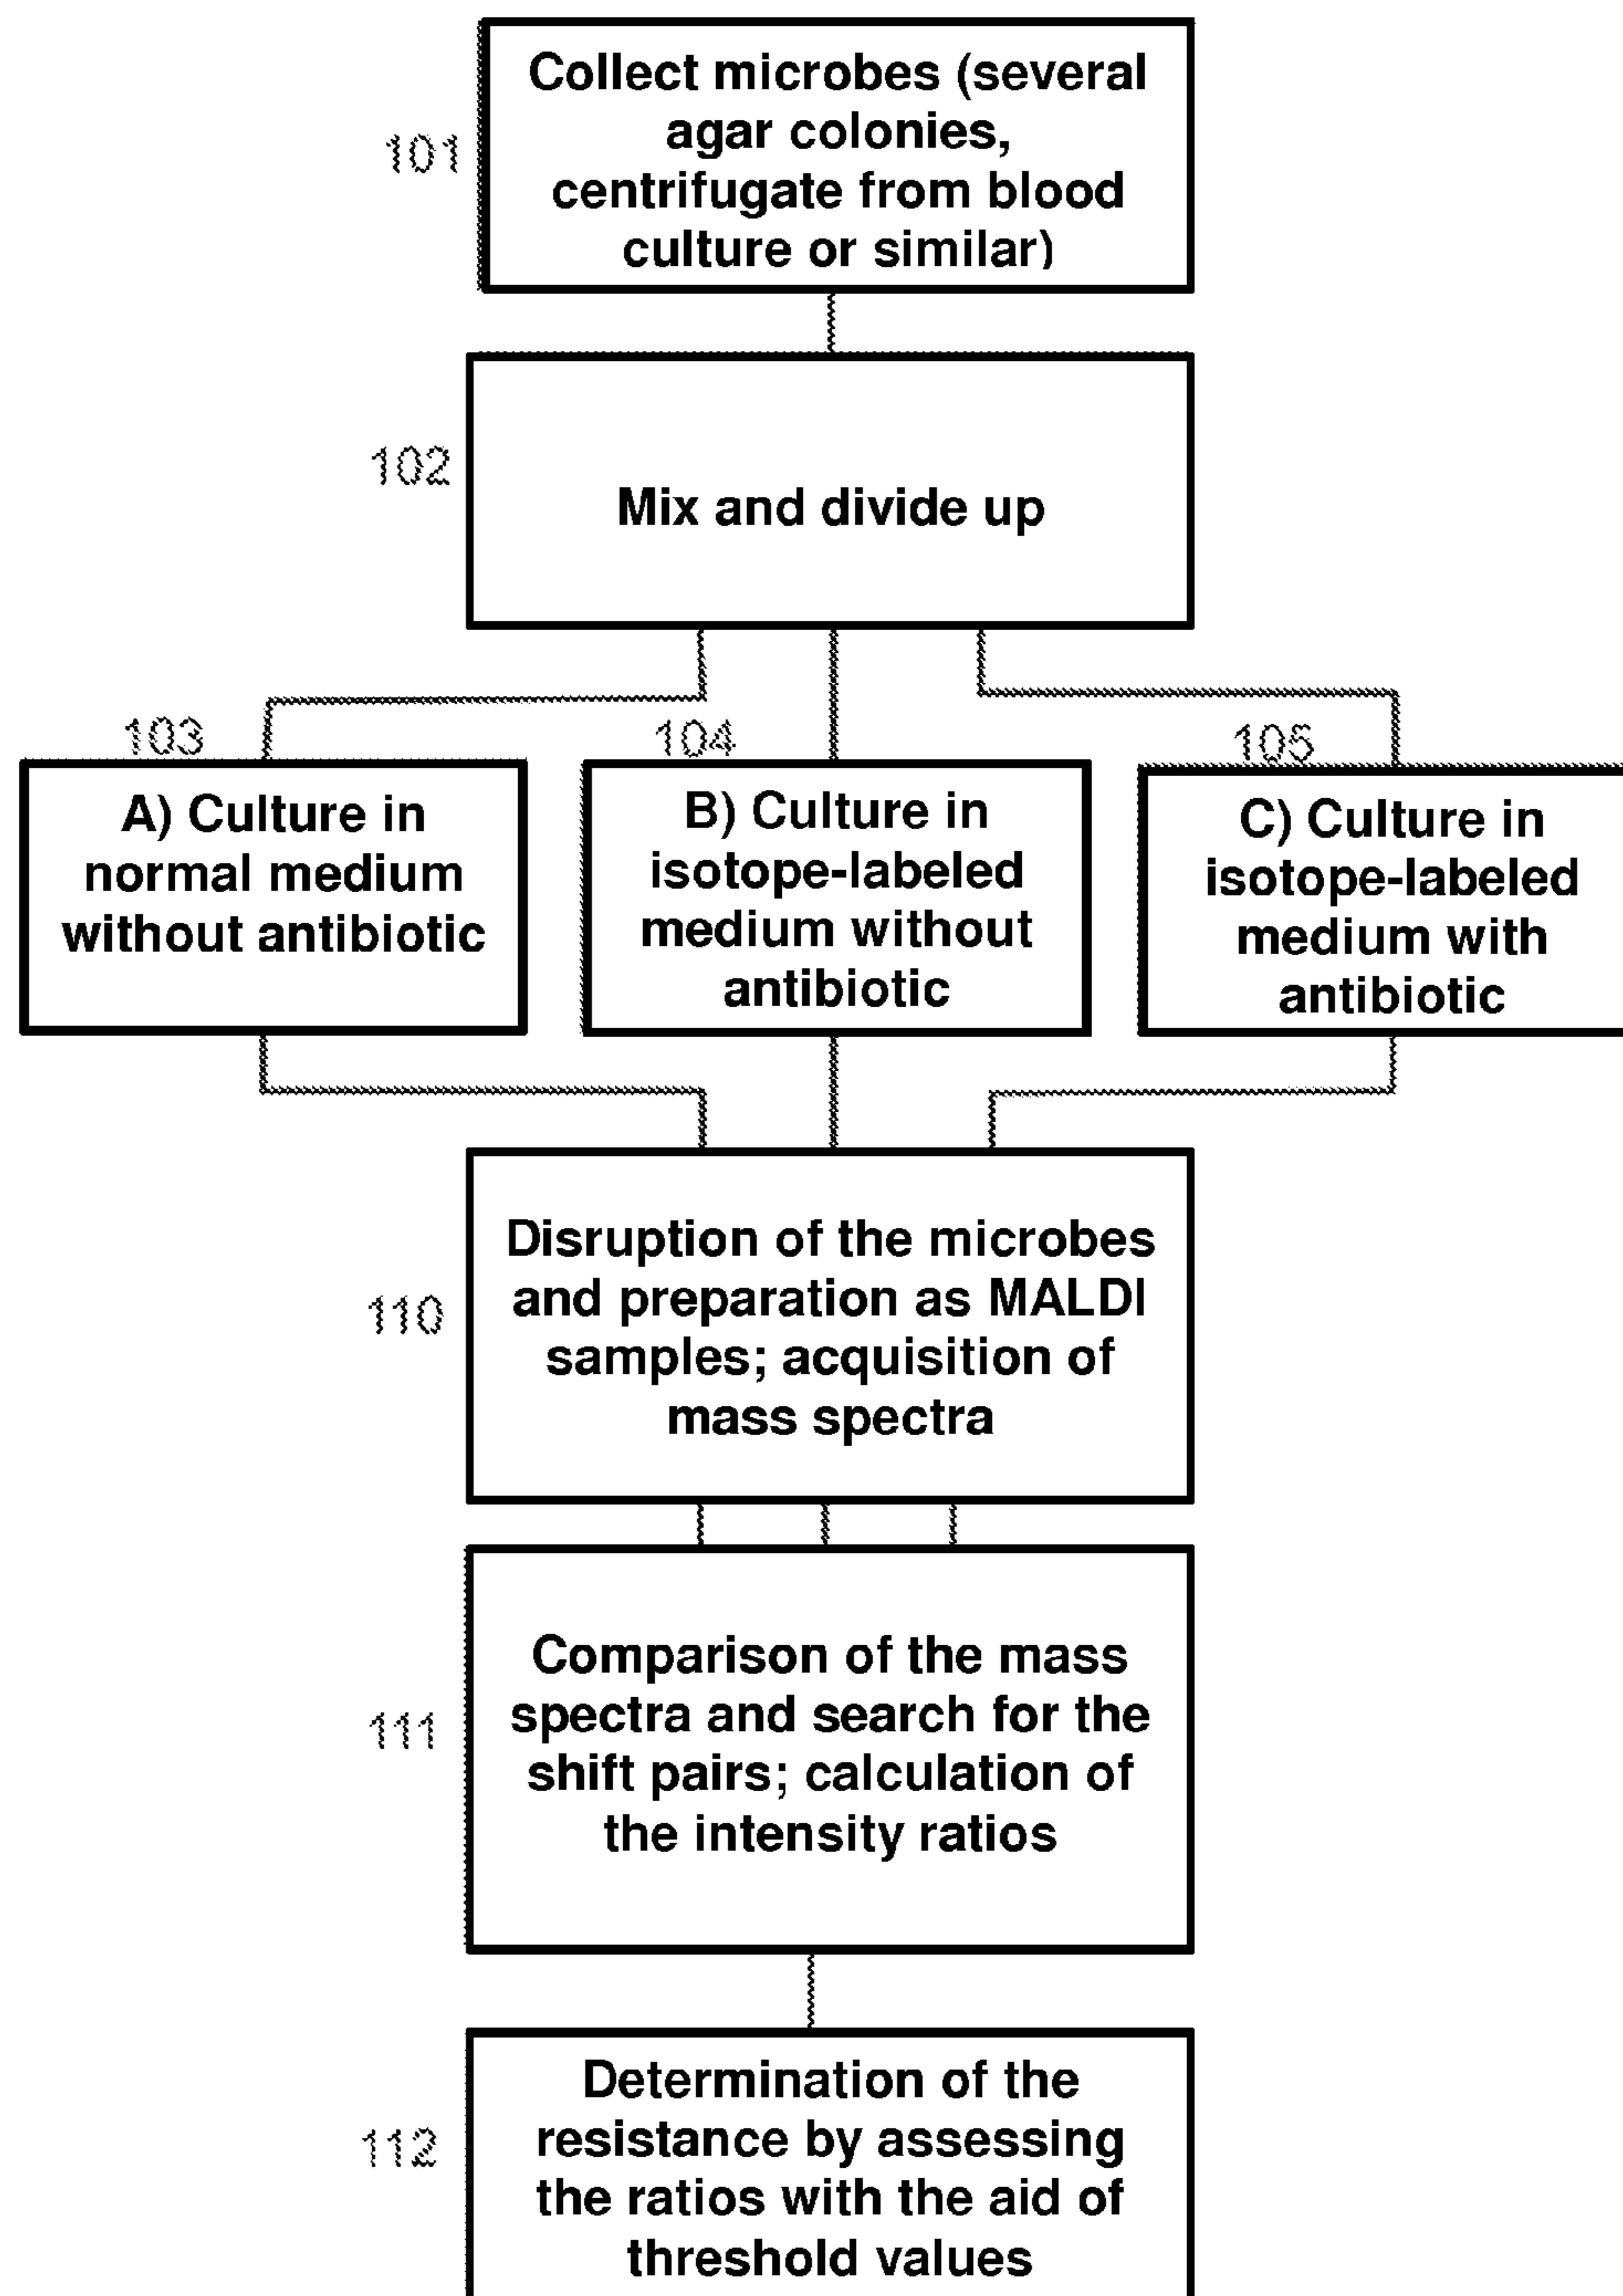 101
Collect microbes (several
agar colonies,
centrifugate from blood
culture or similar)
102
Mix and divide up
103
A) Culture in
normal medium
without antibiotic
104
B) Culture in
isotope-labeled
medium without
antibiotic
105
C) Culture in
isotope-labeled
medium with
antibiotic
110
Disruption of the microbes
and preparation as MALDI
samples; acquisition of
mass spectra
111
Comparison of the mass
spectra and search for the
shift pairs; calculation of
the intensity ratios
112
Determination of the
resistance by assessing
the ratios with the aid of
threshold values